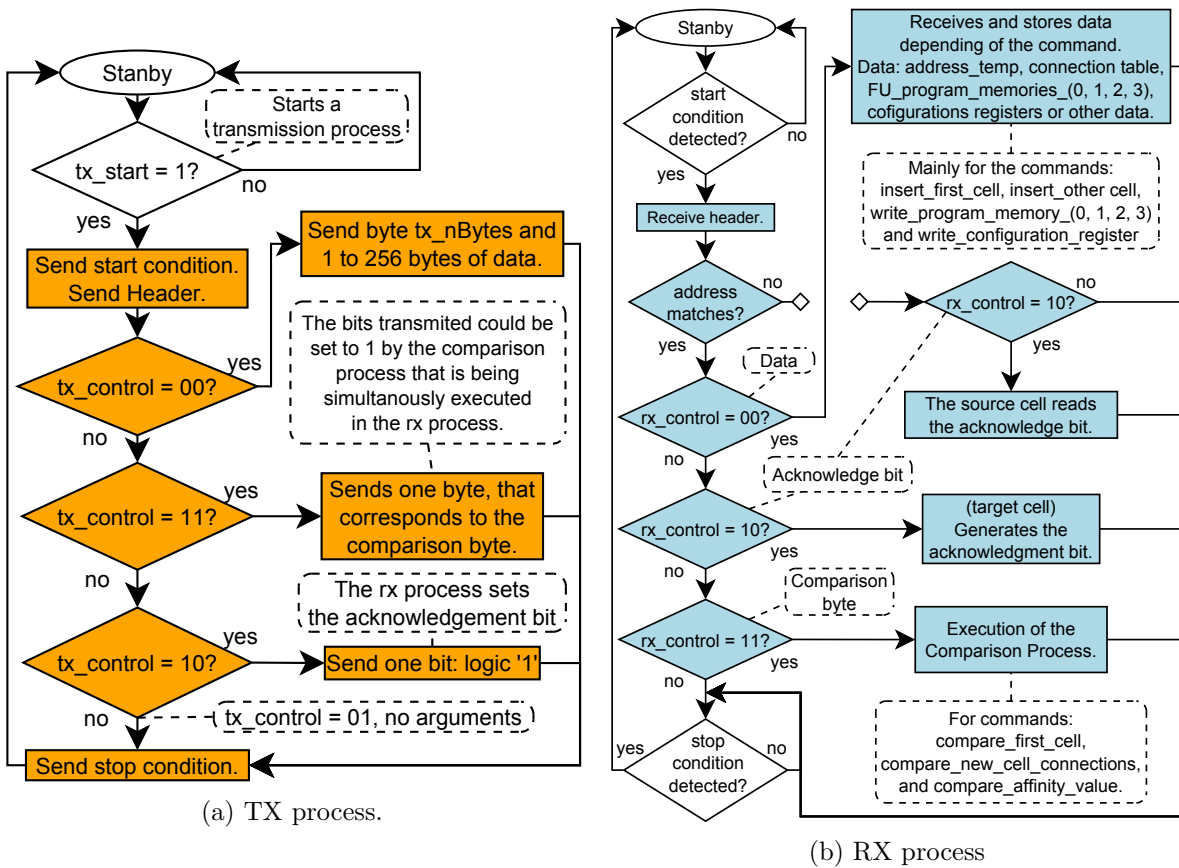 Stanby
Starts a
transmission process
tx_start = 1?
no
yes
Send start condition.
Send Header.
Send byte tx_nBytes and
1 to 256 bytes of data.
The bits transmited could be
set to 1 by the comparison
process that is being
simultanously executed
in the rx process.
yes
tx_control = 00?
no
yes
tx_control = 11?
Sends one byte, that
corresponds to the
comparison byte.
no
The rx process sets
the acknowledgement bit
yes
tx_control = 10?
Send one bit: logic '1'
no
tx_control = 01, no arguments
Send stop condition.
(a) TX process.
Stanby
start
condition
detected?
no
yes
Receive header.
address
matches?
no
yes
Data
rx_control = 00?
yes
no
Acknowledge bit
rx_control = 10?
yes
no
Comparison
byte
rx_control = 11?
yes
no
yes
stop
condition
detected?
no
Receives and stores data
depending of the command.
Data: address_temp, connection table,
FU_program_memories_(0, 1, 2, 3),
cofigurations registers or other data.
Mainly for the commands:
insert_first_cell, insert_other cell,
write_program_memory_(0, 1, 2, 3)
and write_configuration_register
rx_control = 10?
no
yes
The source cell reads
the acknowledge bit.
(target cell)
Generates the
acknowledgment bit.
Execution of the
Comparison Process.
For commands:
compare_first_cell,
compare_new_cell_connections,
and compare_affinity_value.
(b) RX process